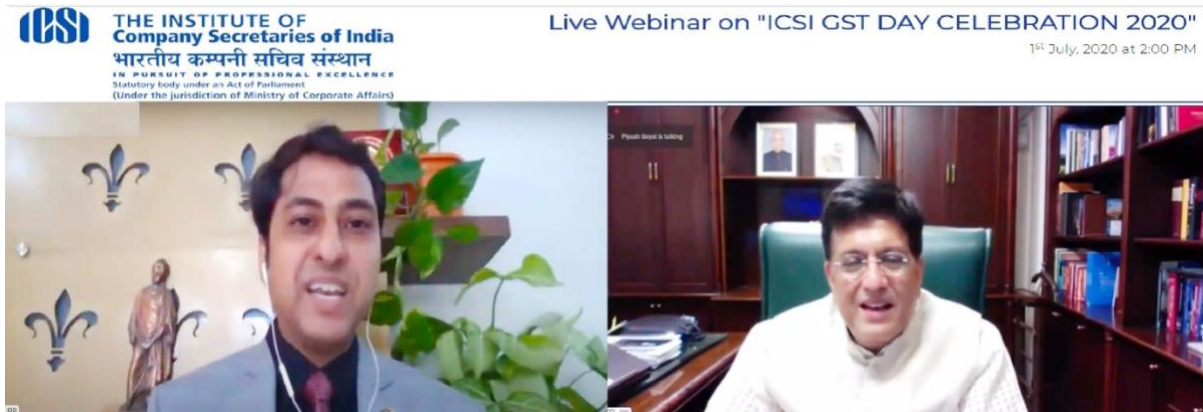 ICSI
THE INSTITUTE OF
Company Secretaries of India
भारतीय कम्पनी सचिव संस्थान
IN PURSUIT OF PROFESSIONAL EXCELLENCE
Statutory body under an Act of Parliament
(Under the jurisdiction of Ministry of Corporate Affairs)
Live Webinar on "ICSI GST DAY CELEBRATION 2020"
1st July, 2020 at 2:00 PM
Piyush Goyal is talking